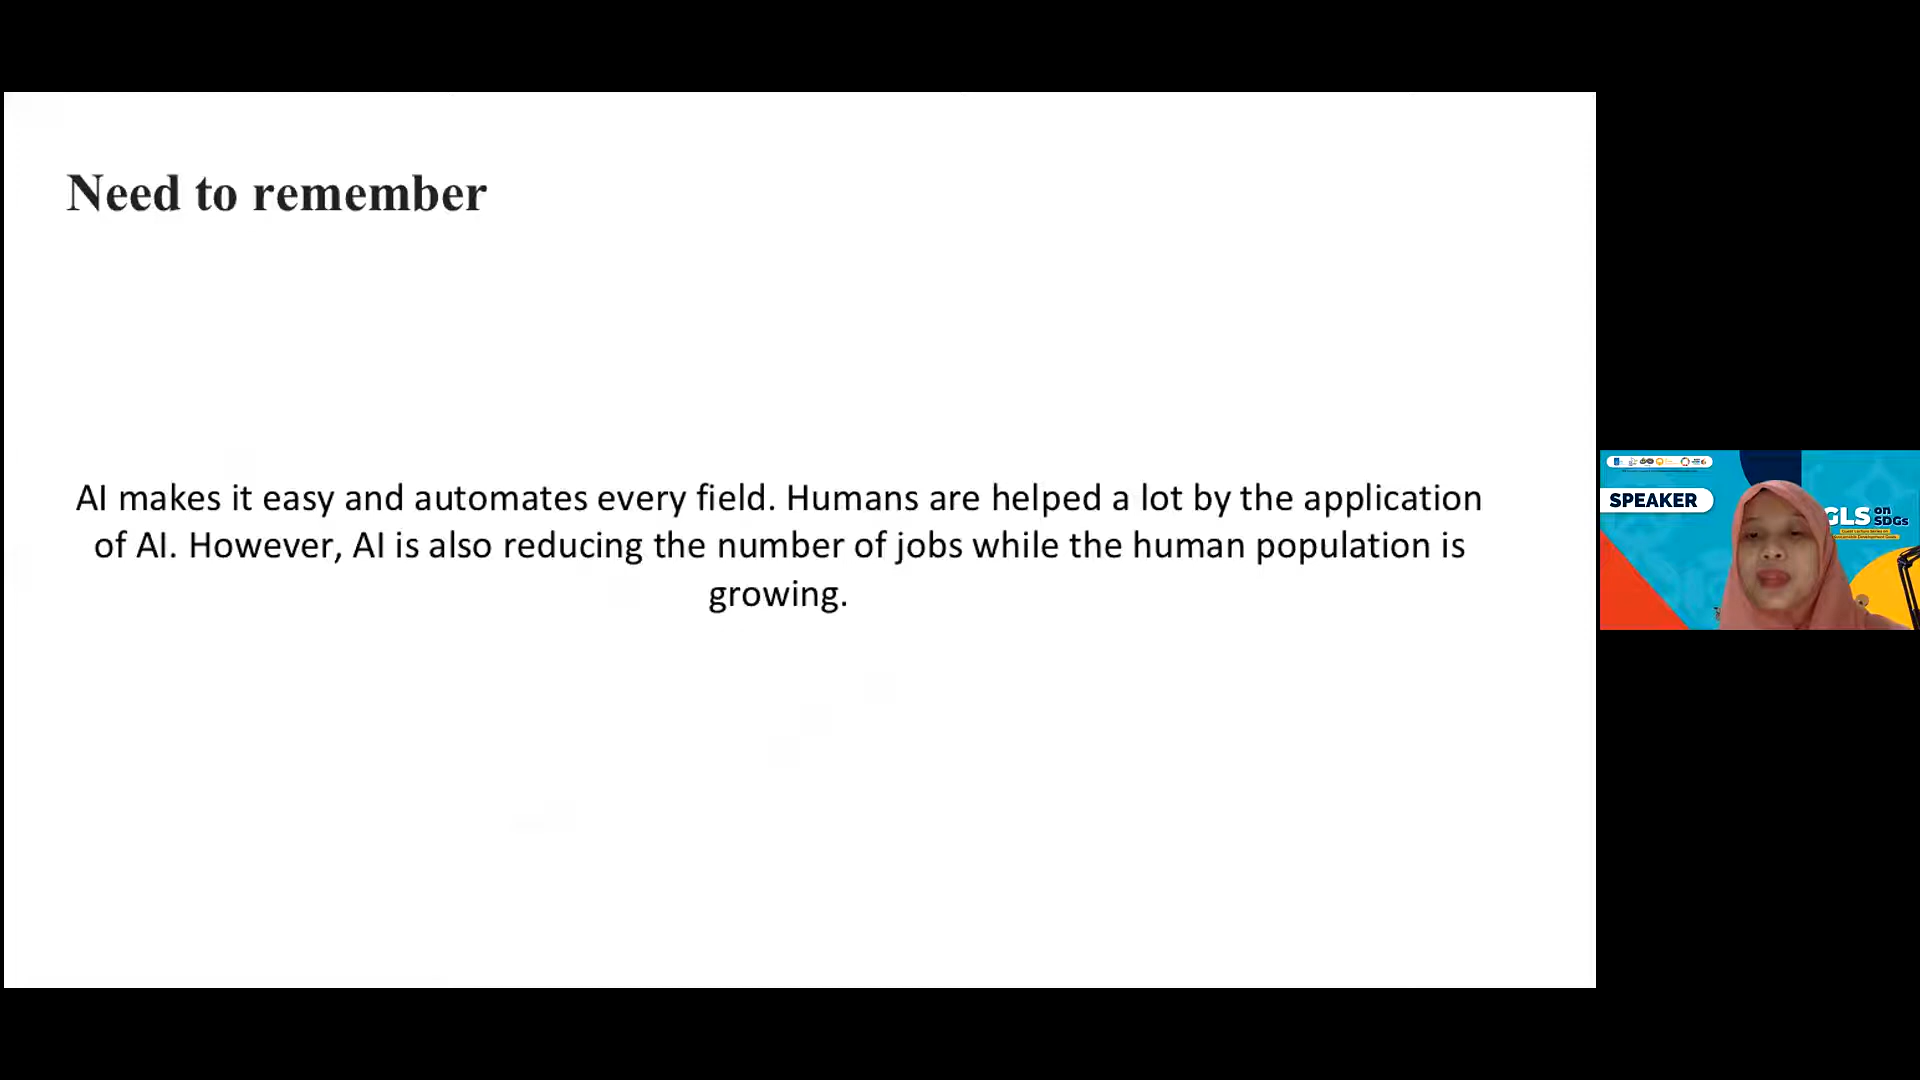 Need to remember
AI makes it easy and automates every field. Humans are helped a lot by the application
of AI. However, AI is also reducing the number of jobs while the human population is
growing.
SPEAKER
GLS on
SDGs